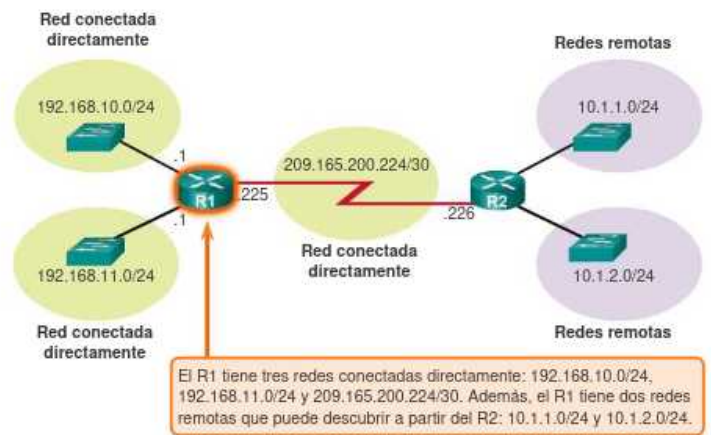 Red conectada
directamente
Redes remotas
192.168.10.0/24
10.1.1.0/24
.1
209.165.200.224/30
R1
.225
R2
.226
.1
192.168.11.0/24
Red conectada
directamente
10.1.2.0/24
Red conectada
directamente
Redes remotas
El R1 tiene tres redes conectadas directamente: 192.168.10.0/24,
192.168.11.0/24 y 209.165.200.224/30. Además, el R1 tiene dos redes
remotas que puede descubrir a partir del R2: 10.1.1.0/24 y 10.1.2.0/24.